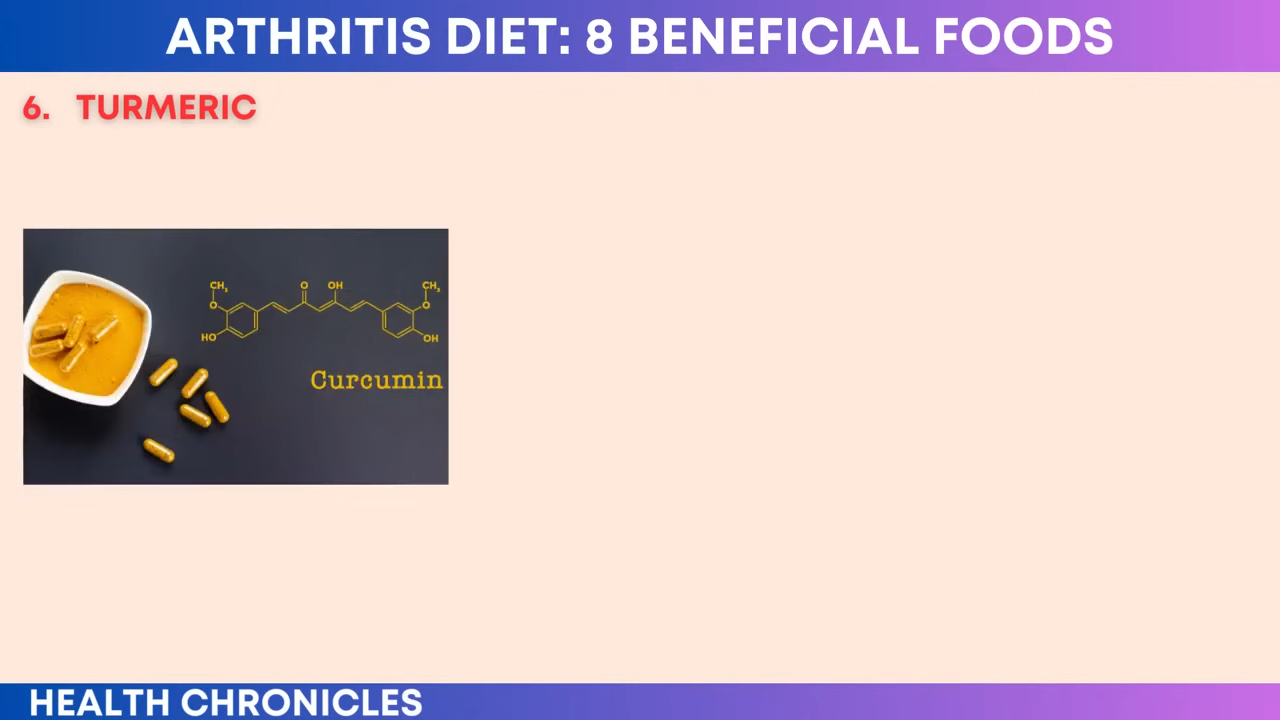 ARTHRITIS DIET: 8 BENEFICIAL FOODS
6. TURMERIC
CH₃ O OH CH₃
O O
HO OH
Curcumin
HEALTH CHRONICLES